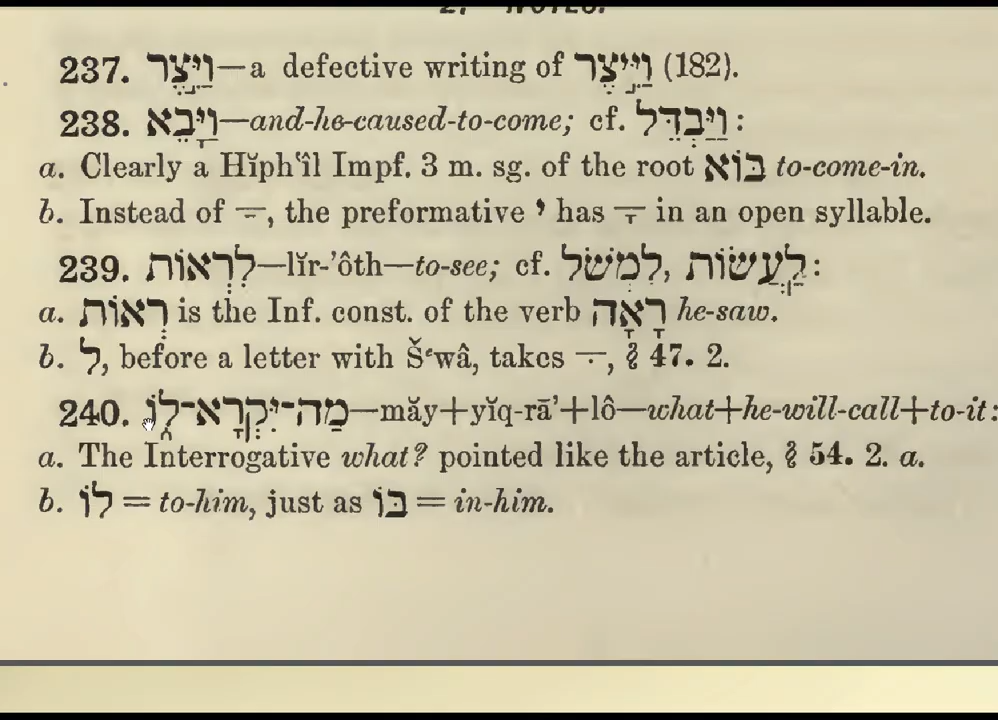 2. NOTES.
237. וַיִּצֶר—a defective writing of וַיִּיצֶר (182).
238. וַיָּבֵא—and-he-caused-to-come; cf. וַיַּבְדֵּל:
a. Clearly a Hĭph‘îl Impf. 3 m. sg. of the root בּוֹא to-come-in.
b. Instead of ־ַ, the preformative י has ־ָ in an open syllable.
239. לִרְאוֹת—lĭr-’ôth—to-see; cf. לִמְשֹׁל, לַעֲשׂוֹת:
a. רְאוֹת is the Inf. const. of the verb רָאָה he-saw.
b. ל, before a letter with Šᵉwâ, takes ־ִ, § 47. 2.
240. מַה־יִּקְרָא־לוֹ—măy+yĭq-rā’+lô—what+he-will-call+to-it:
a. The Interrogative what? pointed like the article, § 54. 2. a.
b. לוֹ = to-him, just as בּוֹ = in-him.